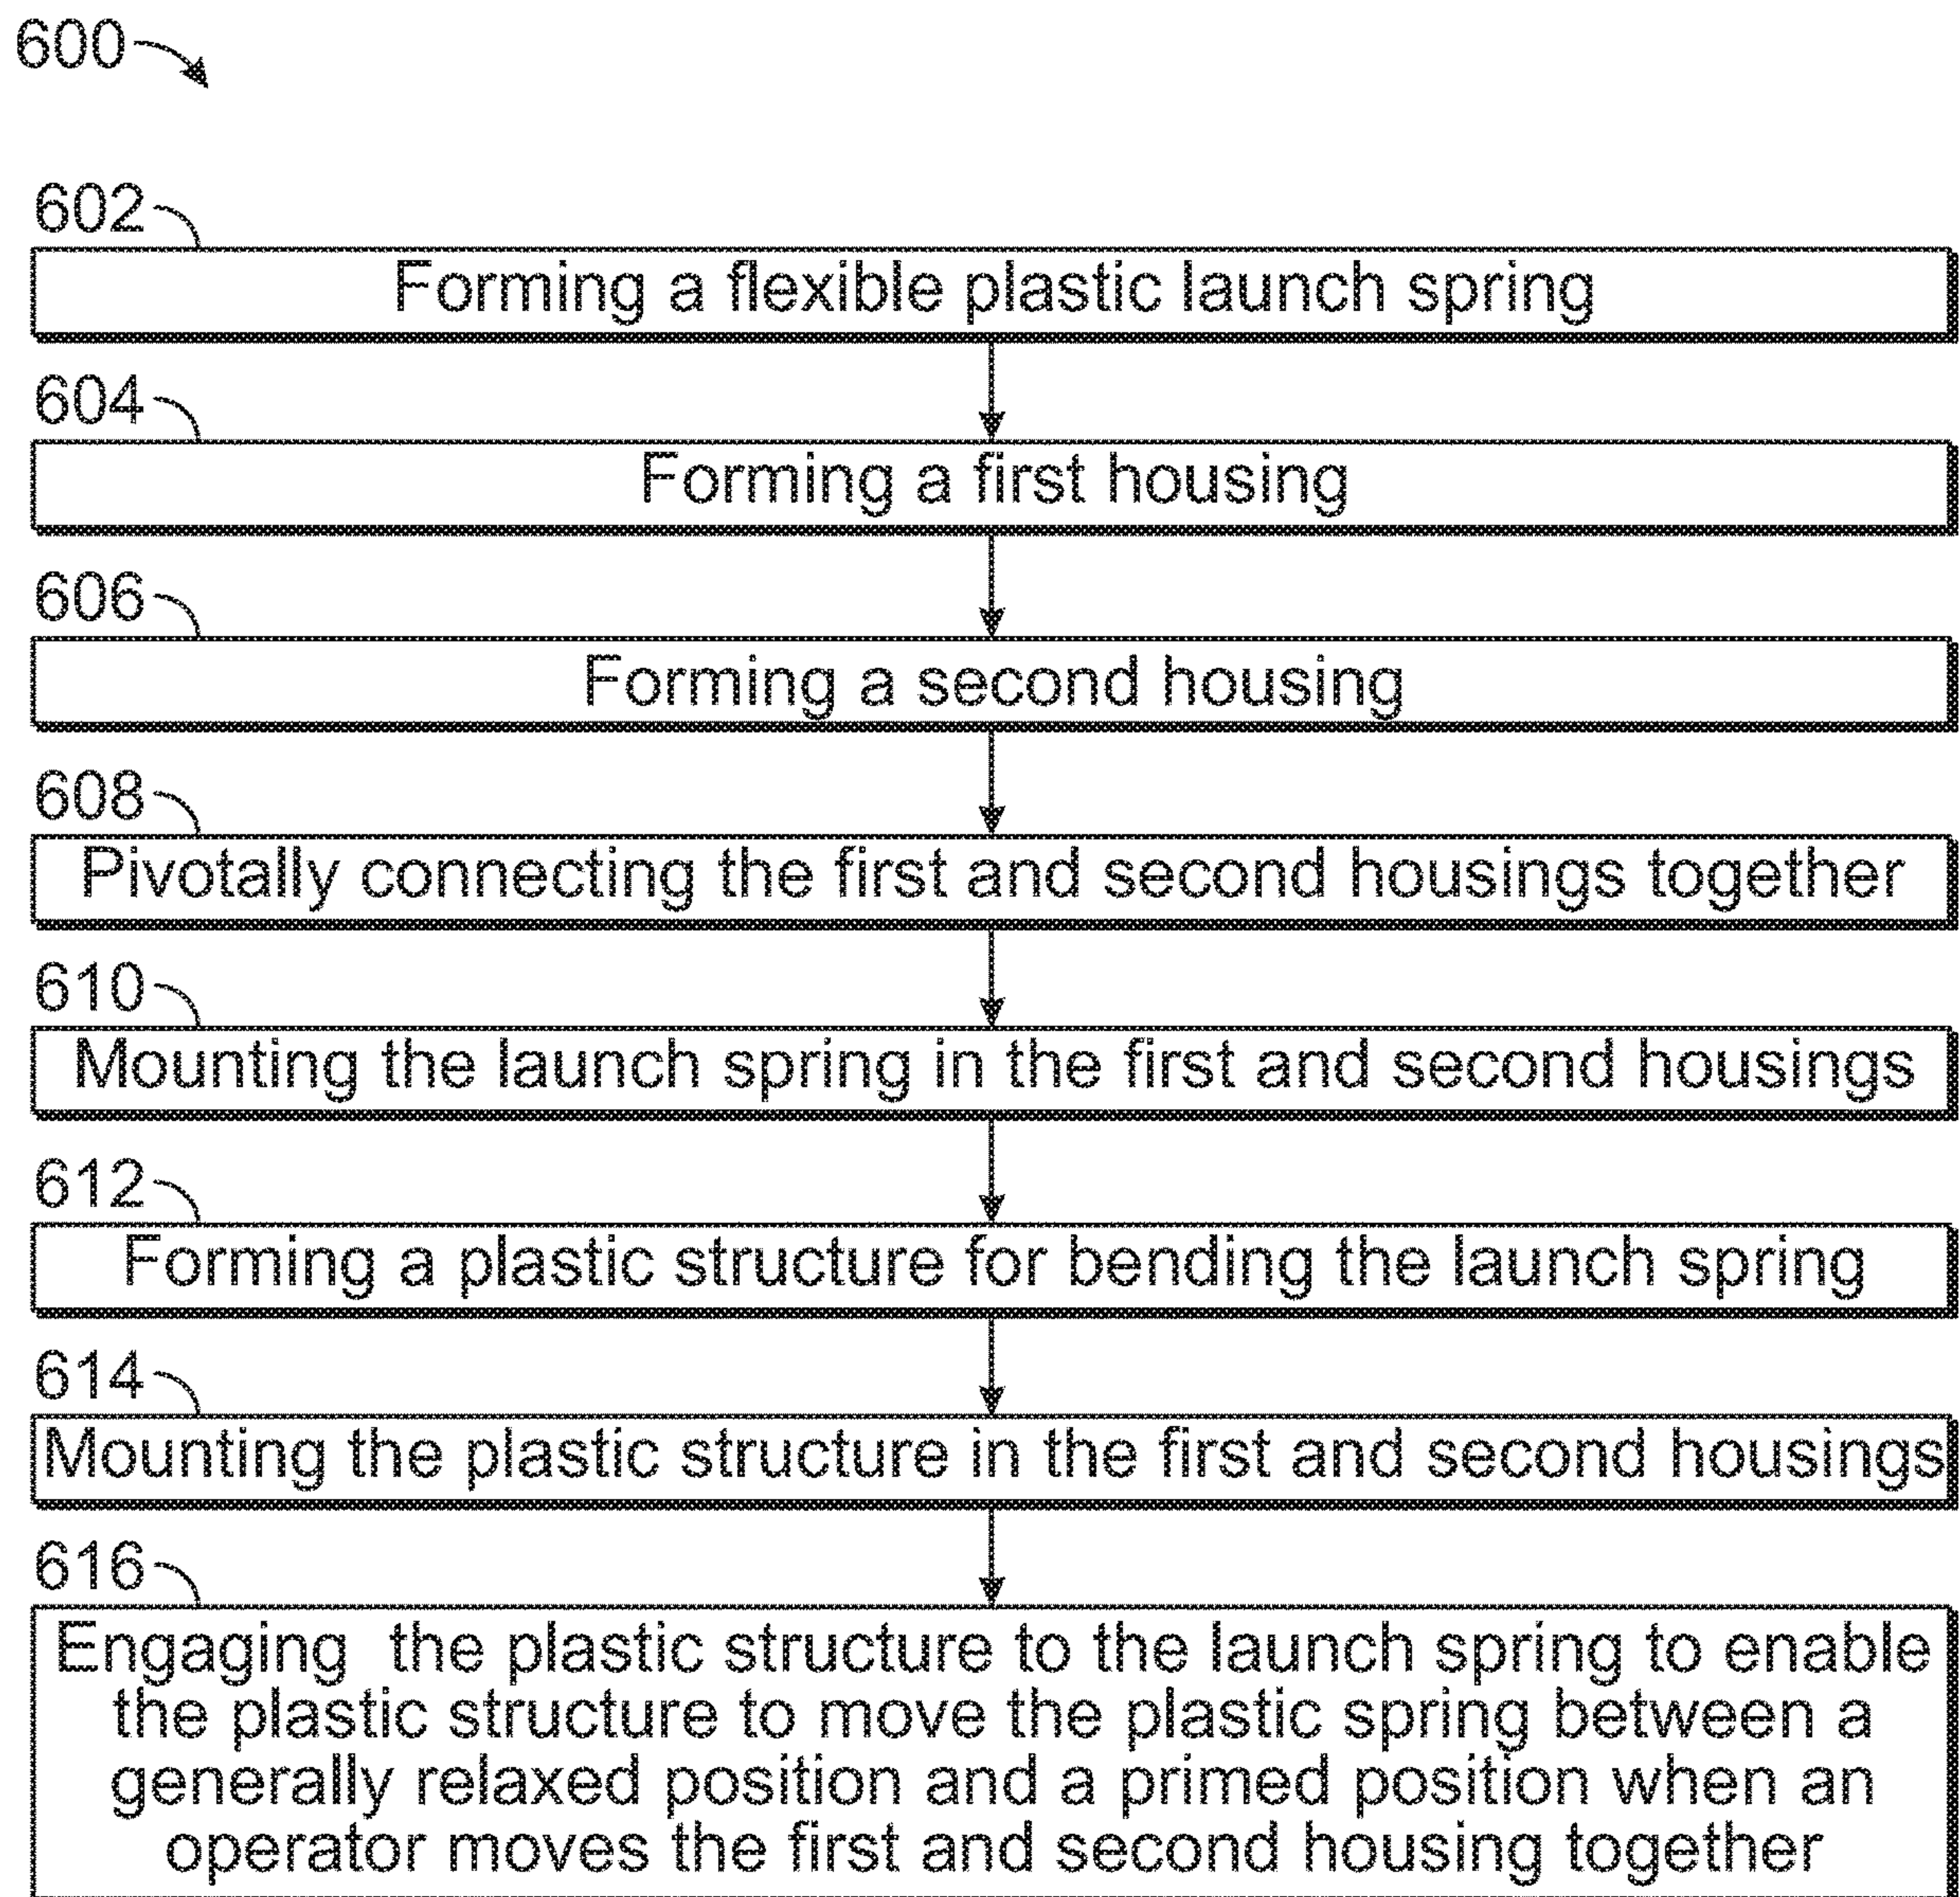 600
602
Forming a flexible plastic launch spring
604
Forming a first housing
606
Forming a second housing
608
Pivotally connecting the first and second housings together
610
Mounting the launch spring in the first and second housings
612
Forming a plastic structure for bending the launch spring
614
Mounting the plastic structure in the first and second housings
616
Engaging the plastic structure to the launch spring to enable
the plastic structure to move the plastic spring between a
generally relaxed position and a primed position when an
operator moves the first and second housing together